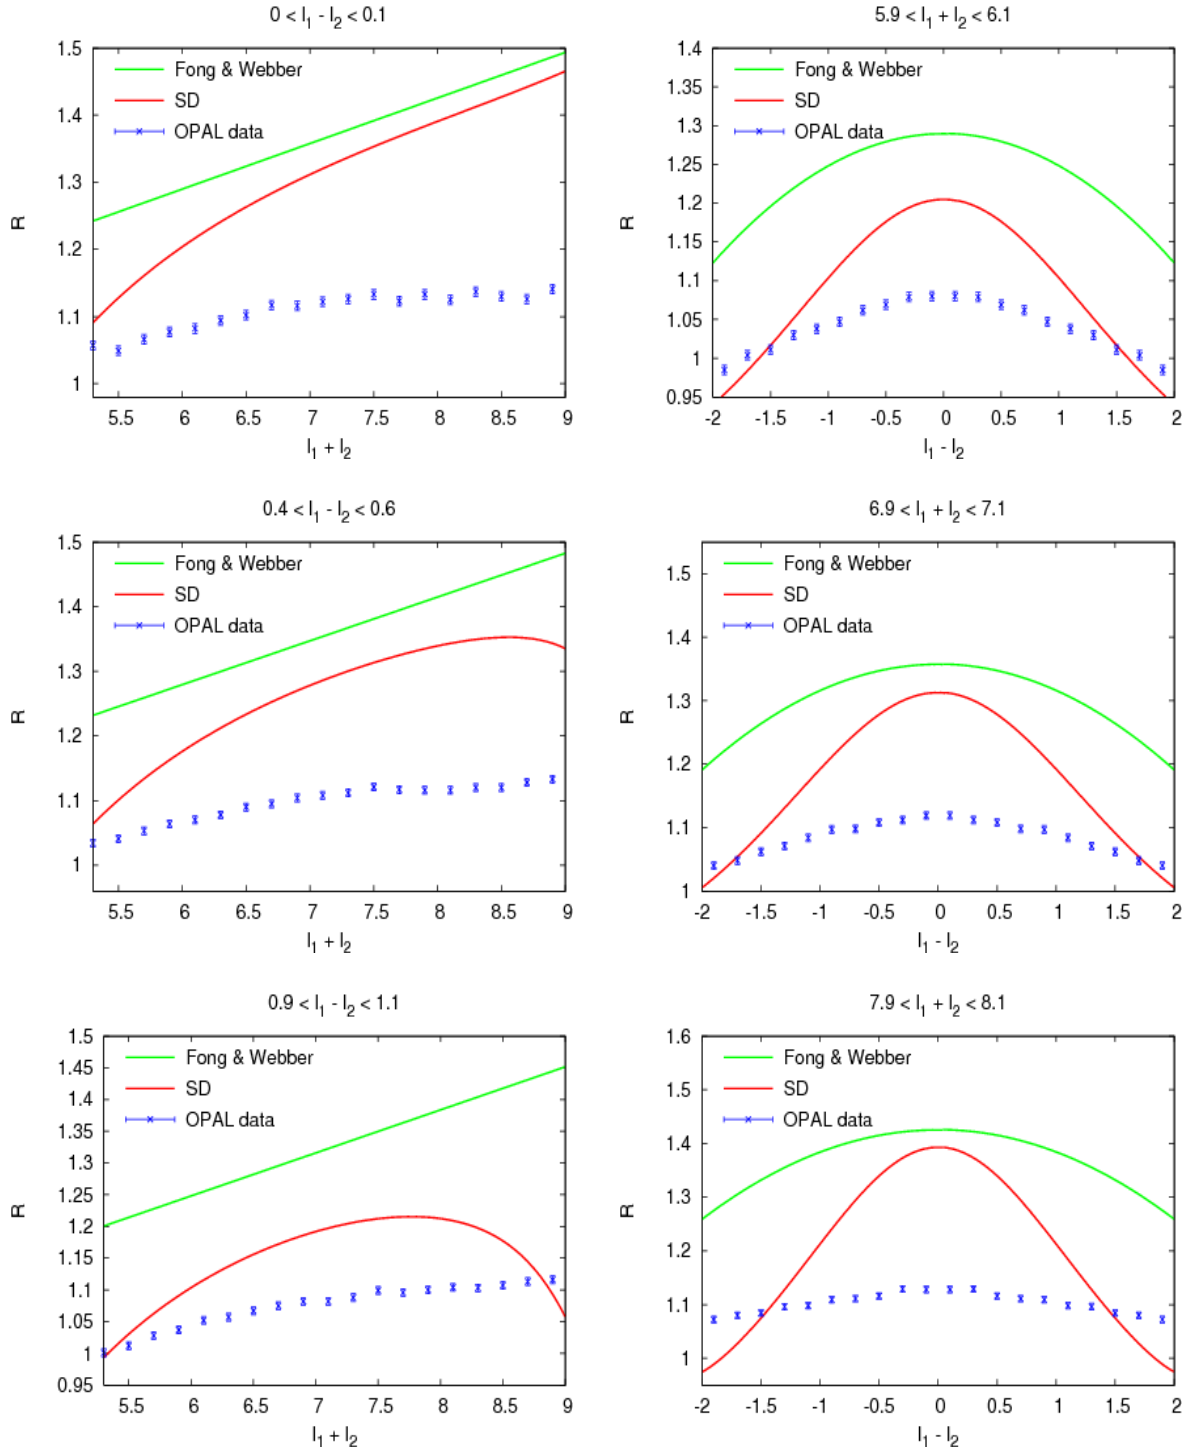 0 < l1 - l2 < 0.1
1.5
1.4
1.3
1.2
1.1
1
R
Fong & Webber
SD
OPAL data
5.5 6 6.5 7 7.5 8 8.5 9
l1 + l2
5.9 < l1 + l2 < 6.1
1.4
1.35
1.3
1.25
1.2
1.15
1.1
1.05
1
0.95
R
Fong & Webber
SD
OPAL data
-2 -1.5 -1 -0.5 0 0.5 1 1.5 2
l1 - l2
0.4 < l1 - l2 < 0.6
1.5
1.4
1.3
1.2
1.1
1
R
Fong & Webber
SD
OPAL data
5.5 6 6.5 7 7.5 8 8.5 9
l1 + l2
6.9 < l1 + l2 < 7.1
1.5
1.4
1.3
1.2
1.1
1
R
Fong & Webber
SD
OPAL data
-2 -1.5 -1 -0.5 0 0.5 1 1.5 2
l1 - l2
0.9 < l1 - l2 < 1.1
1.5
1.45
1.4
1.35
1.3
1.25
1.2
1.15
1.1
1.05
1
0.95
R
Fong & Webber
SD
OPAL data
5.5 6 6.5 7 7.5 8 8.5 9
l1 + l2
7.9 < l1 + l2 < 8.1
1.6
1.5
1.4
1.3
1.2
1.1
1
R
Fong & Webber
SD
OPAL data
-2 -1.5 -1 -0.5 0 0.5 1 1.5 2
l1 - l2